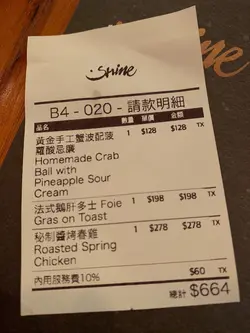 Shine
B4 - 020 - 請款明細
品名 數量 單價 金額
黃金手工蟹波配菠 1 $128 $128 TX
蘿酸忌廉
Homemade Crab
Ball with
Pineapple Sour
Cream
法式鵝肝多士 Foie 1 $198 $198 TX
Gras on Toast
秘制醬烤春雞 1 $278 $278 TX
Roasted Spring
Chicken
內用服務費10% $60 TX
總計 $664